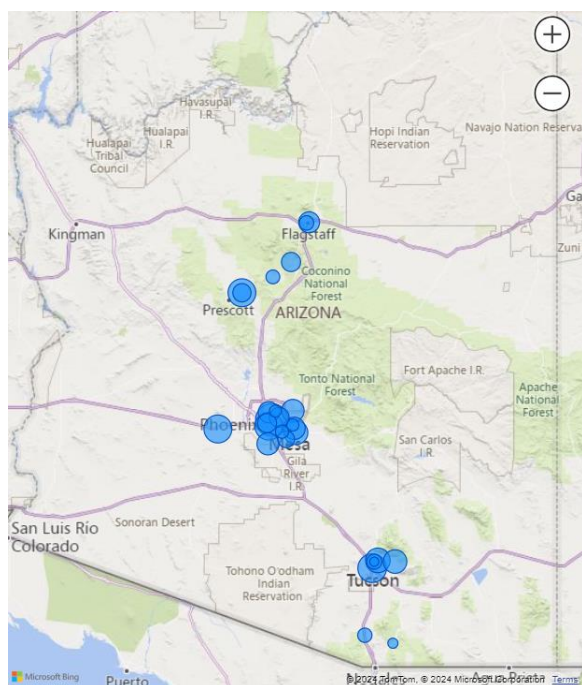 +
−
Havasupai
I.R.
Hualapai I.R.
Hualapai
Tribal
Council
Hopi Indian
Reservation
Navajo Nation Reserva
Ga
Kingman
Flagstaff
Zuni
Coconino
National
Forest
Prescott
ARIZONA
Tonto National
Forest
Fort Apache I.R.
Apache
National
Forest
Phoenix
Mesa
San Carlos
I.R.
Gila
River
I.R.
San Luis Río
Colorado
Sonoran Desert
Tohono O'odham
Indian
Reservation
Tucson
Microsoft Bing
Puerto
© 2024 TomTom, © 2024 Microsoft Corporation Terms